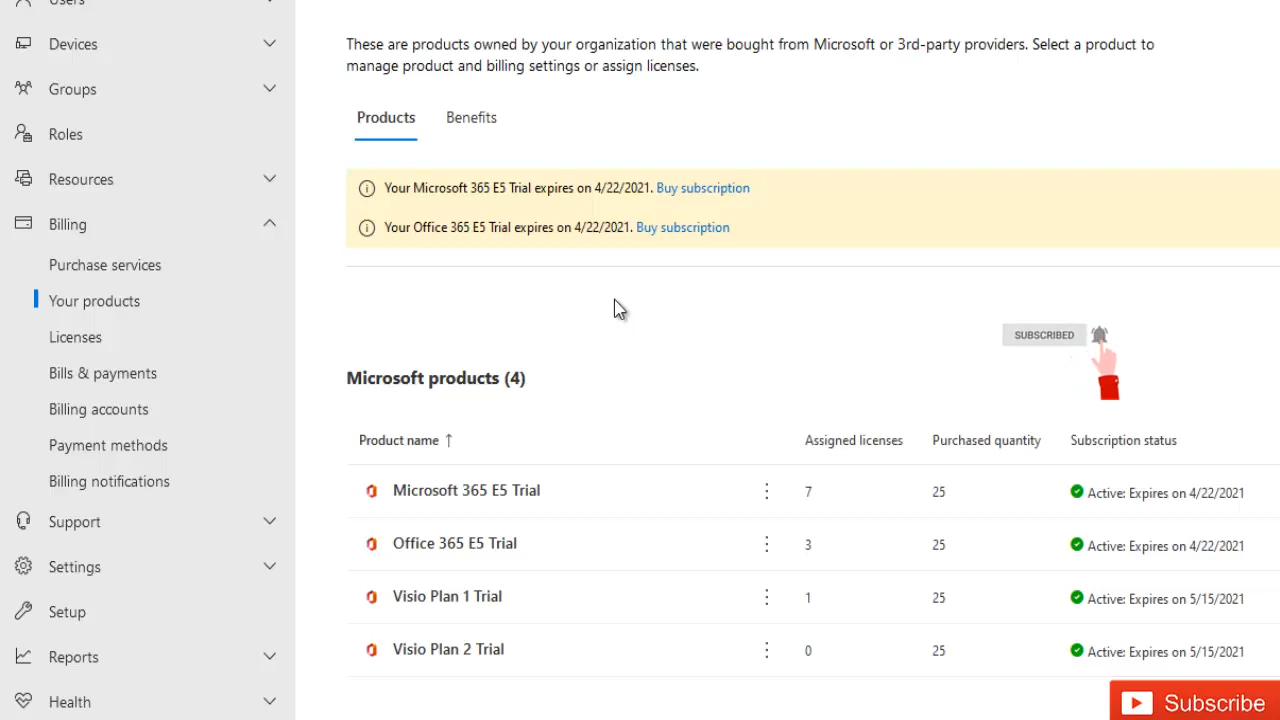 Users
Devices
Groups
Roles
Resources
Billing
Purchase services
Your products
Licenses
Bills & payments
Billing accounts
Payment methods
Billing notifications
Support
Settings
Setup
Reports
Health
These are products owned by your organization that were bought from Microsoft or 3rd-party providers. Select a product to
manage product and billing settings or assign licenses.
Products Benefits
Your Microsoft 365 E5 Trial expires on 4/22/2021. Buy subscription
Your Office 365 E5 Trial expires on 4/22/2021. Buy subscription
SUBSCRIBED
Microsoft products (4)
Product name ↑ Assigned licenses Purchased quantity Subscription status
Microsoft 365 E5 Trial 7 25 Active: Expires on 4/22/2021
Office 365 E5 Trial 3 25 Active: Expires on 4/22/2021
Visio Plan 1 Trial 1 25 Active: Expires on 5/15/2021
Visio Plan 2 Trial 0 25 Active: Expires on 5/15/2021
Subscribe